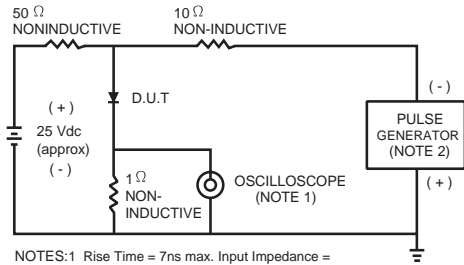 50 Ω
NONINDUCTIVE
10 Ω
NON-INDUCTIVE
( + )
25 Vdc
(approx)
( - )
D.U.T
1 Ω
NON-
INDUCTIVE
OSCILLOSCOPE
(NOTE 1)
( - )
PULSE
GENERATOR
(NOTE 2)
( + )
NOTES:1 Rise Time = 7ns max. Input Impedance =